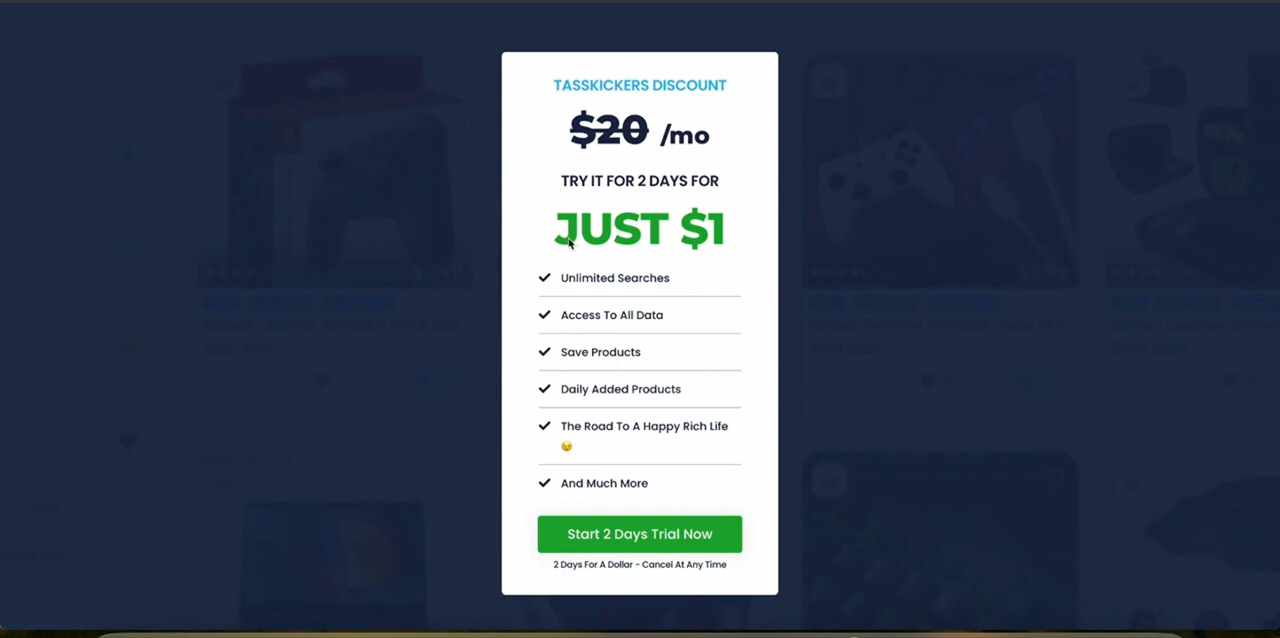 TASSKICKERS DISCOUNT
$20 /mo
TRY IT FOR 2 DAYS FOR
JUST $1
Unlimited Searches
Access To All Data
Save Products
Daily Added Products
The Road To A Happy Rich Life
😉
And Much More
Start 2 Days Trial Now
2 Days For A Dollar - Cancel At Any Time